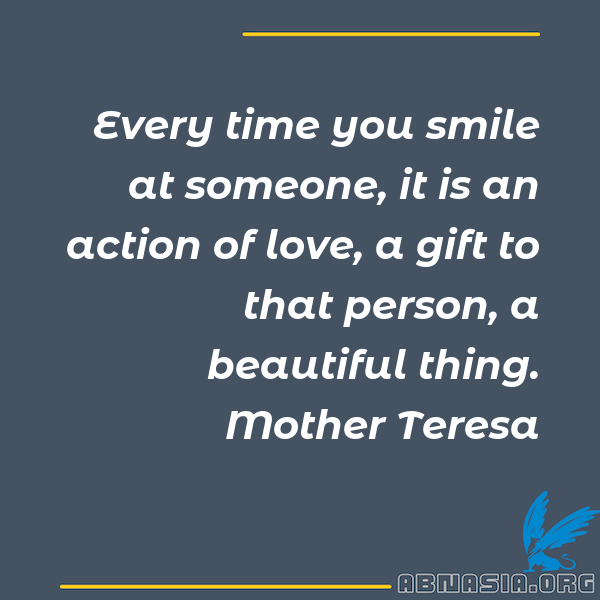 Every time you smile
at someone, it is an
action of love, a gift to
that person, a
beautiful thing.
Mother Teresa
ABNASIA.ORG